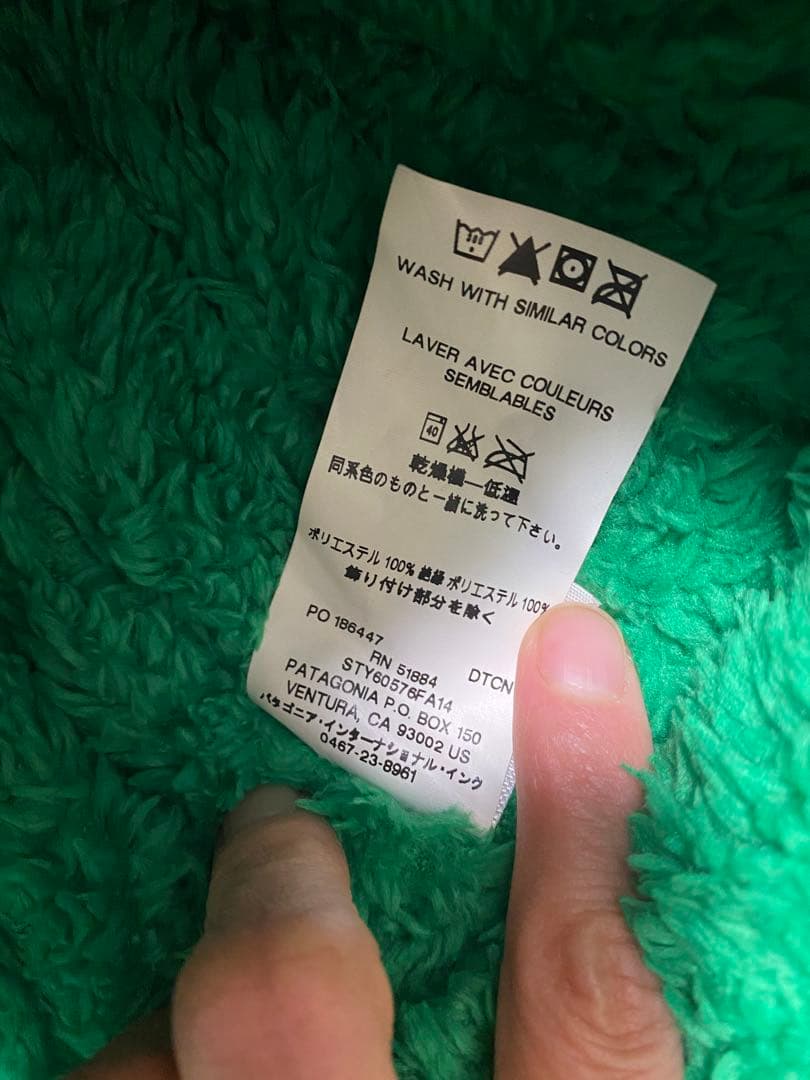 WASH WITH SIMILAR COLORS
LAVER AVEC COULEURS
SEMBLABLES
40
乾燥機—低温
同系色のものと一緒に洗って下さい。
ポリエステル 100% 絶縁 ポリエステル 100%
飾り付け部分を除く
PO 186447
RN 51884 DTCN
STY60576FA14
PATAGONIA P.O. BOX 150
VENTURA, CA 93002 US
パタゴニア・インターナショナル・インク
0467-23-8961